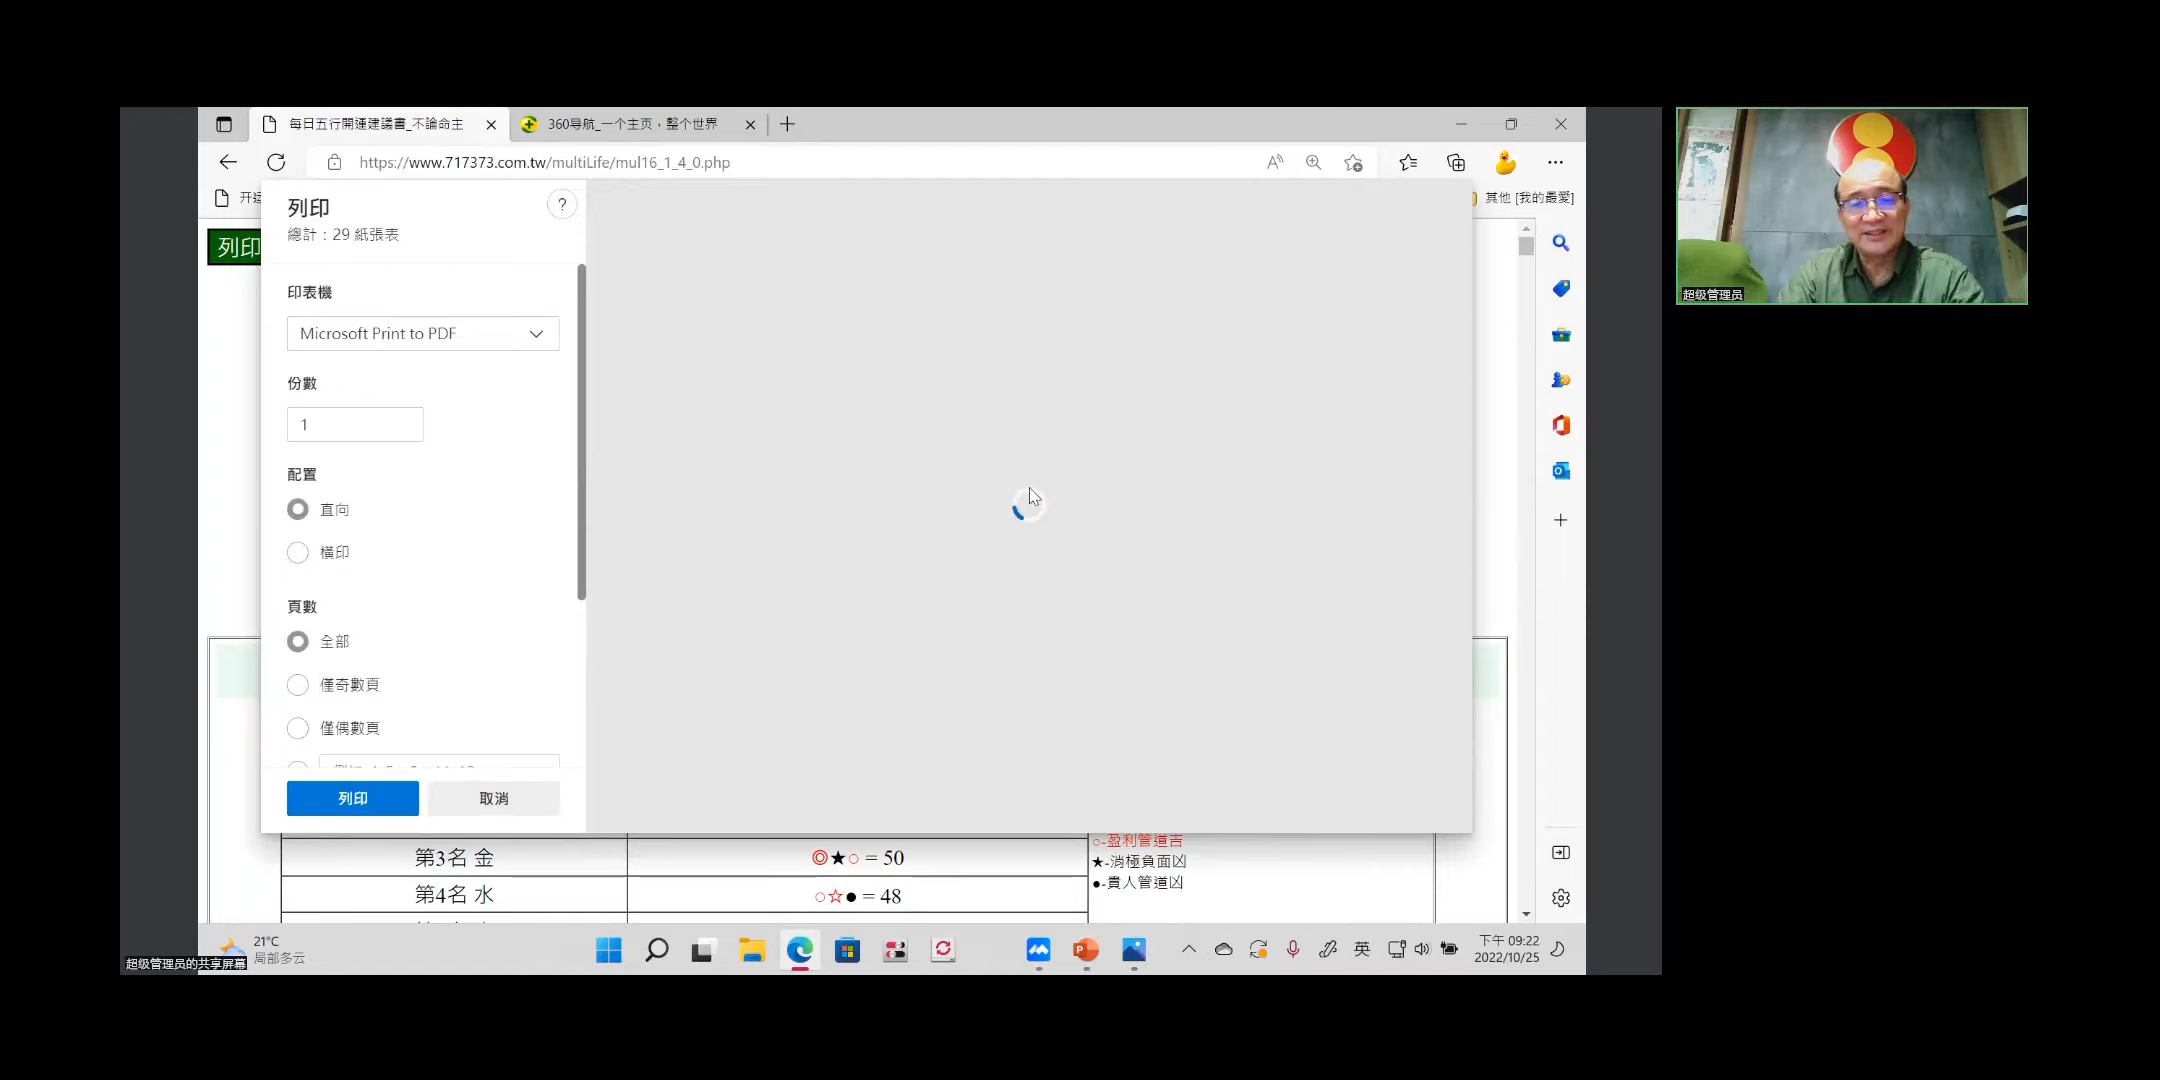 每日五行開運建議書_不論命主
360导航_一个主页，整个世界
https://www.717373.com.tw/multiLife/mul16_1_4_0.php
开运
其他 [我的最愛]
列印
列印
總計：29 紙張表
印表機
Microsoft Print to PDF
份數
1
配置
直向
橫印
頁數
全部
僅奇數頁
僅偶數頁
列印
取消
○-盈利管道吉
第3名 金
◎★○ = 50
★-消極負面凶
●-貴人管道凶
第4名 水
○☆● = 48
21°C
局部多云
英
下午 09:22
2022/10/25
超级管理员的共享屏幕
超级管理员